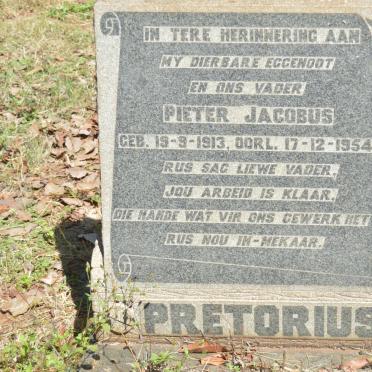 IN TERE HERINNERING AAN
MY DIERBARE EGGENOOT
EN ONS VADER
PIETER JACOBUS
GEB. 19-9-1913, OORL. 17-12-1954
RUS SAG LIEWE VADER,
JOU ARBEID IS KLAAR.
DIE HANDE WAT VIR ONS GEWERK HET
RUS NOU IN-MEKAAR.
PRETORIUS